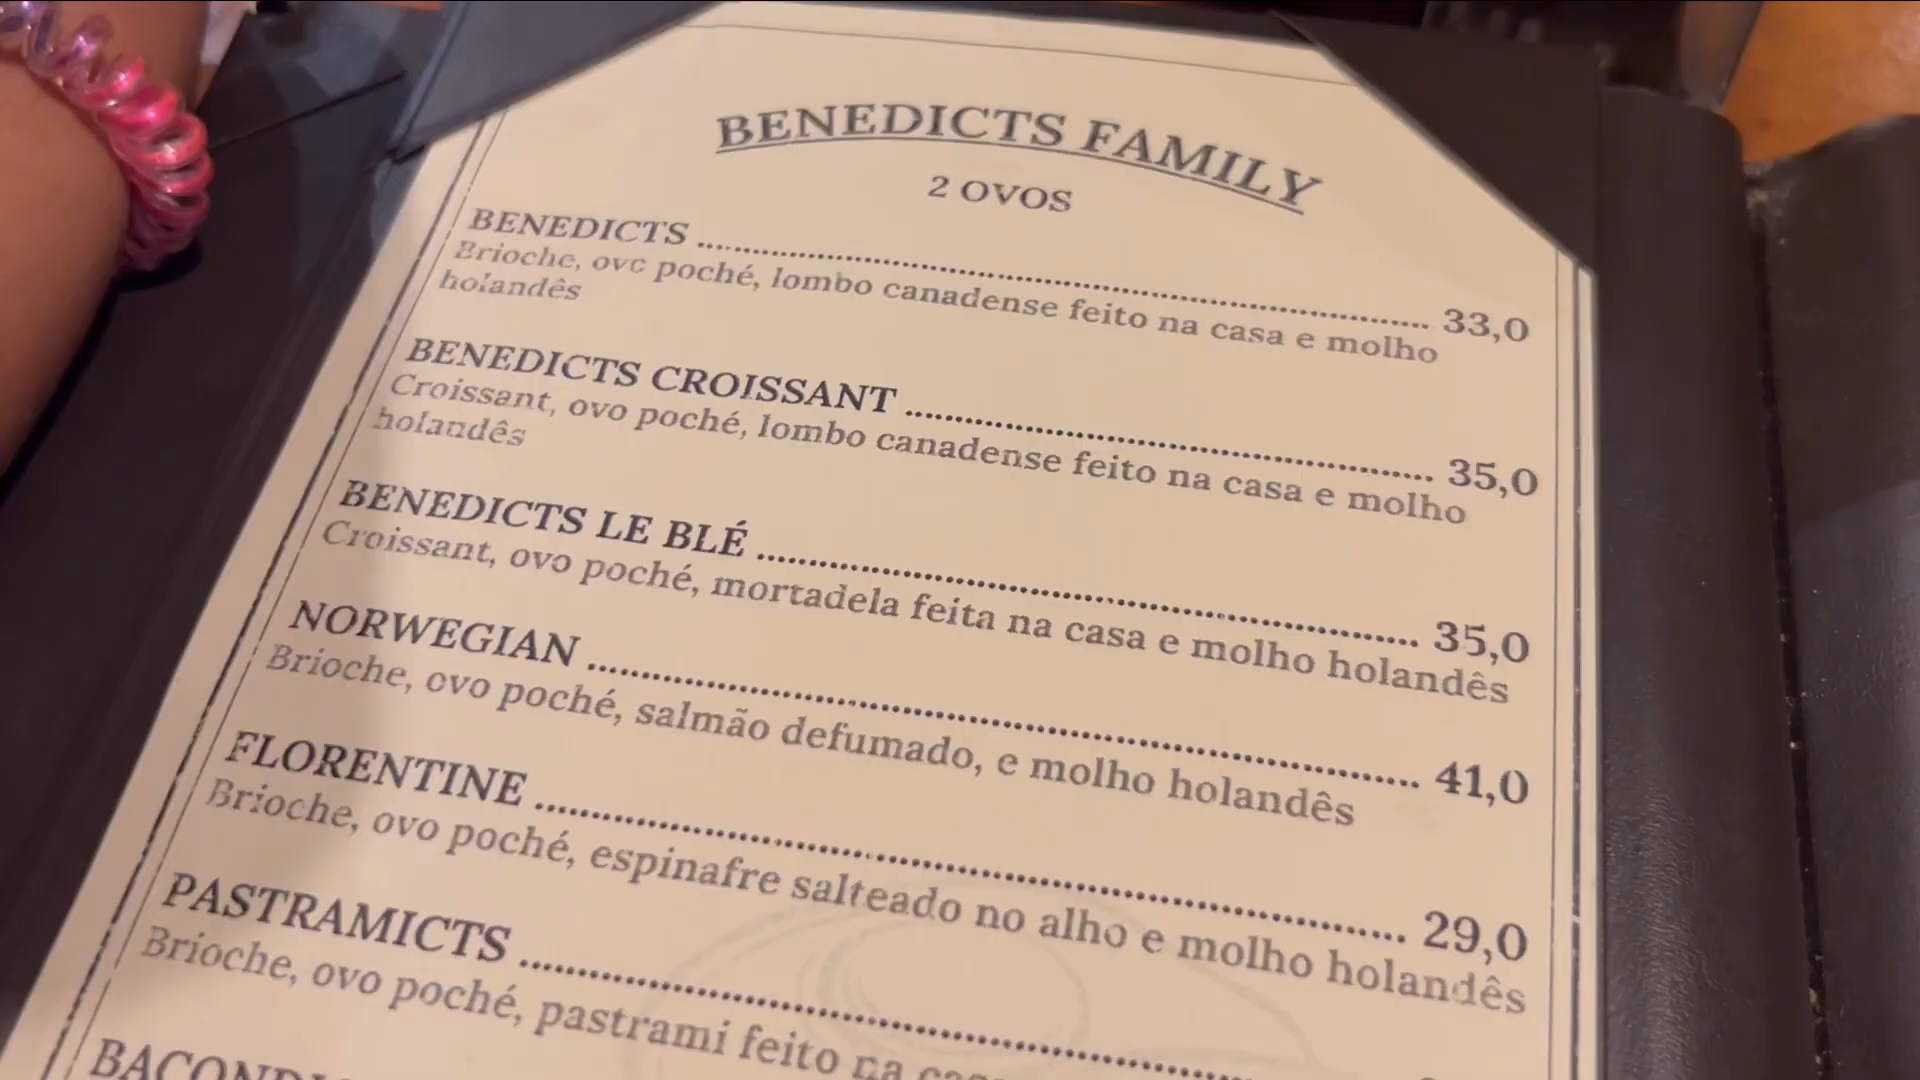 BENEDICTS FAMILY
2 OVOS
BENEDICTS ........ 33,0
Brioche, ovo poché, lombo canadense feito na casa e molho
holandês
BENEDICTS CROISSANT ........ 35,0
Croissant, ovo poché, lombo canadense feito na casa e molho
holandês
BENEDICTS LE BLÉ ........ 35,0
Croissant, ovo poché, mortadela feita na casa e molho holandês
NORWEGIAN ........ 41,0
Brioche, ovo poché, salmão defumado, e molho holandês
FLORENTINE ........ 29,0
Brioche, ovo poché, espinafre salteado no alho e molho holandês
PASTRAMICTS ........
Brioche, ovo poché, pastrami feito na